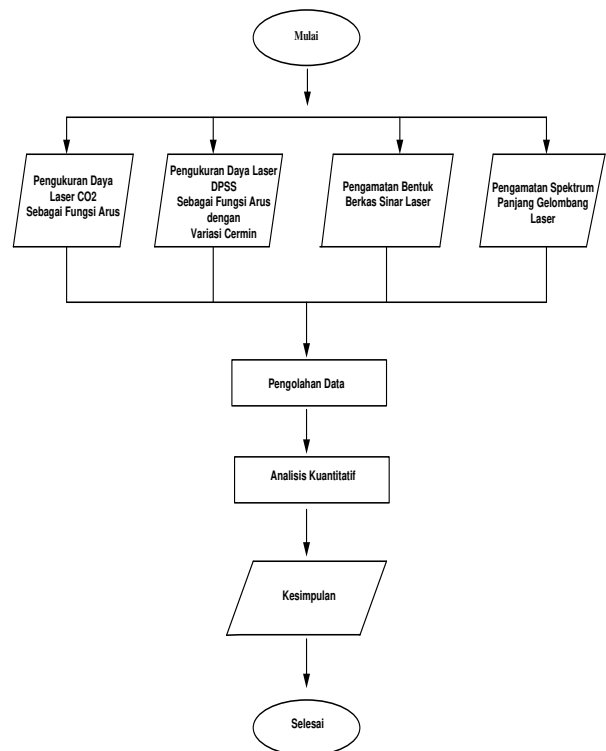 Mulai
Pengukuran Daya
Laser CO2
Sebagai Fungsi Arus
Pengukuran Daya Laser
DPSS
Sebagai Fungsi Arus
dengan
Variasi Cermin
Pengamatan Bentuk
Berkas Sinar Laser
Pengamatan Spektrum
Panjang Gelombang
Laser
Pengolahan Data
Analisis Kuantitatif
Kesimpulan
Selesai